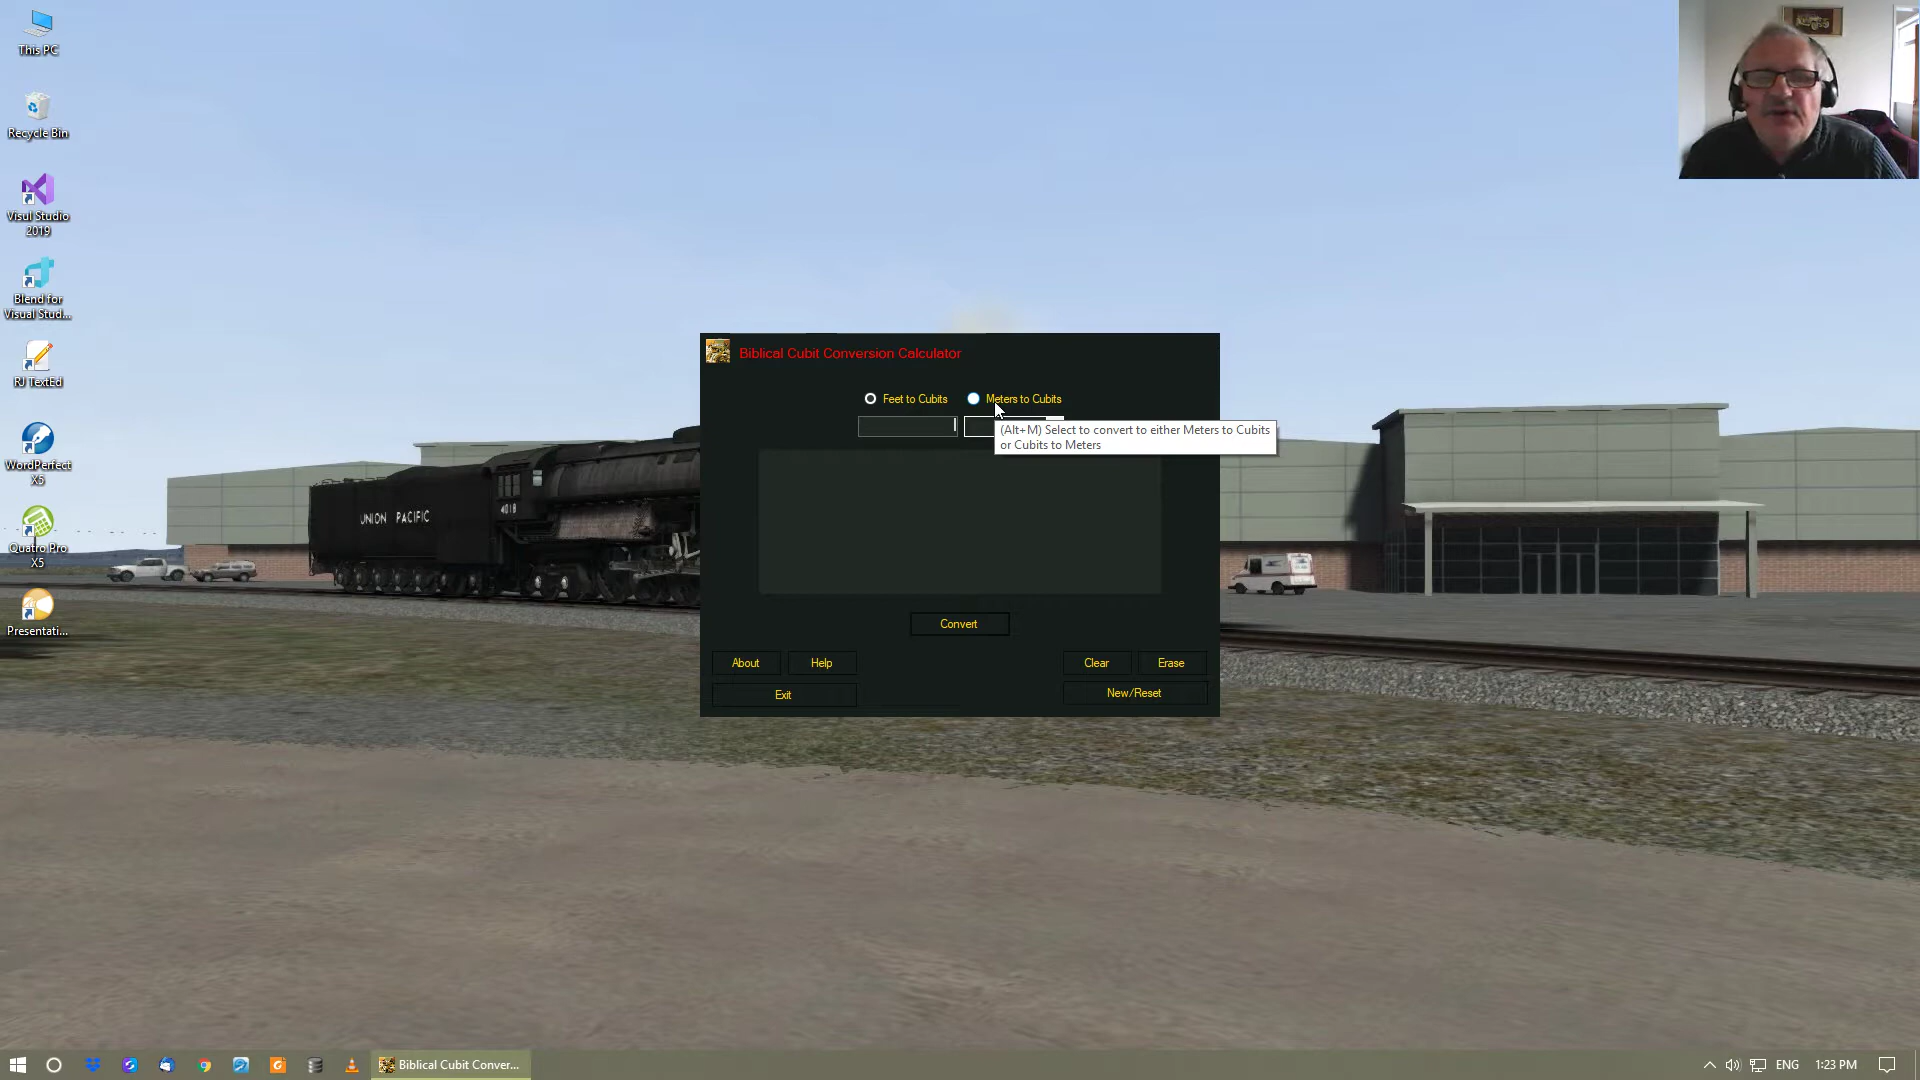 This PC
Recycle Bin
Visul Studio
2019
Blend for
Visual Stud...
RJ TextEd
WordPerfect
X5
Quatro Pro
X5
Presentati...
UNION PACIFIC
4018
Biblical Cubit Conversion Calculator
Feet to Cubits
Meters to Cubits
(Alt+M) Select to convert to either Meters to Cubits
or Cubits to Meters
Convert
About
Help
Clear
Erase
Exit
New/Reset
Biblical Cubit Conver...
ENG
1:23 PM